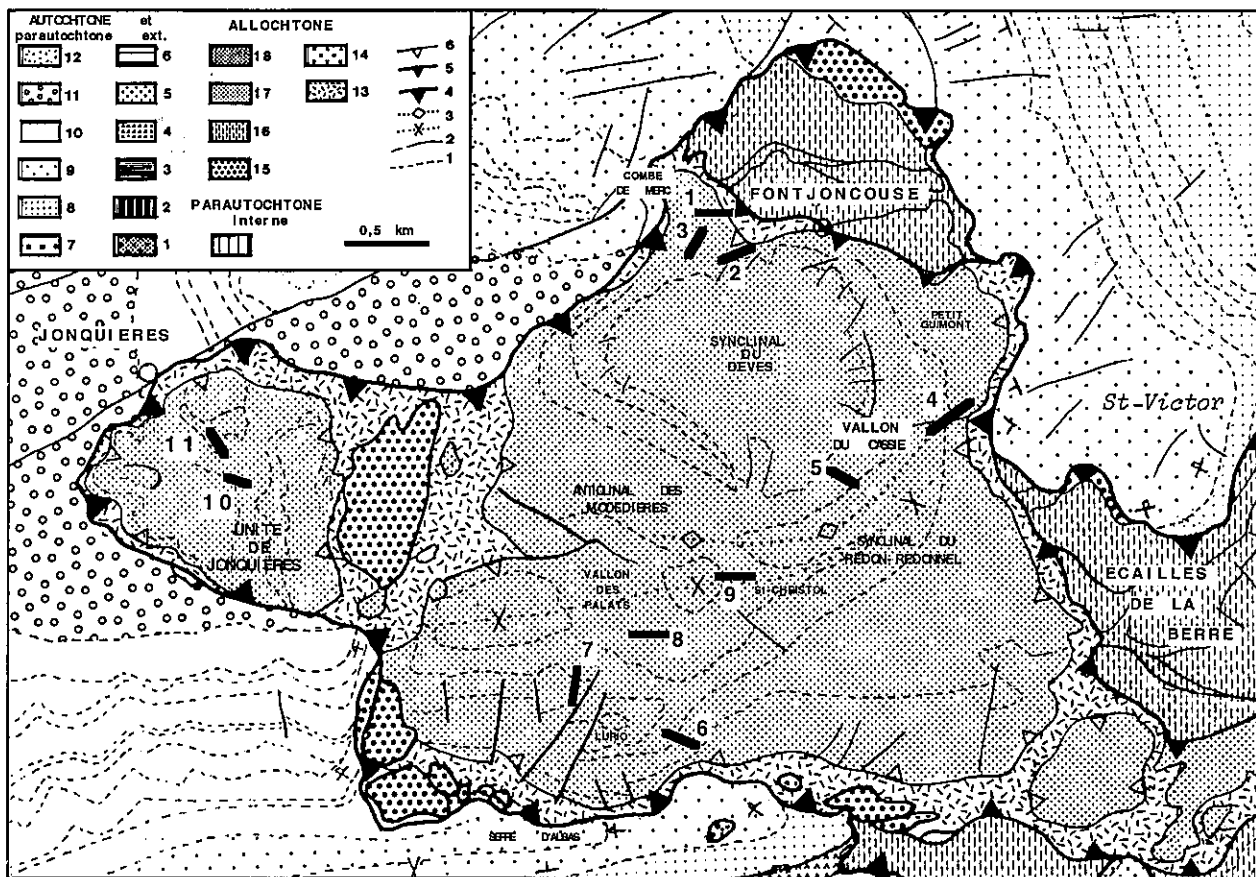 AUTOCHTONE et
parautochtone ext.
ALLOCHTONE
12 6 18 14 6
11 5 17 13 5
10 4 16 4
9 3 15 3
8 2 2
7 1 1
PARAUTOCHTONE
Interne
0,5 km
COMBE
DE MERC
FONTJONCOUSE
1
3
2
JONQUIERES
PETIT
GUIMONT
SYNCLINAL
DU
DEVES
4
St-Victor
VALLON
DU CASSIE
11
5
10
ANTICLINAL DES
UNITE
DE
JONQUIERES
SYNCLINAL DU
REDON-REDONNEL
VALLON
DES
PALATS
9
ST-CHRISTOL
ECAILLES
DE LA
BERRE
8
7
6
SERRE D'ALBAS